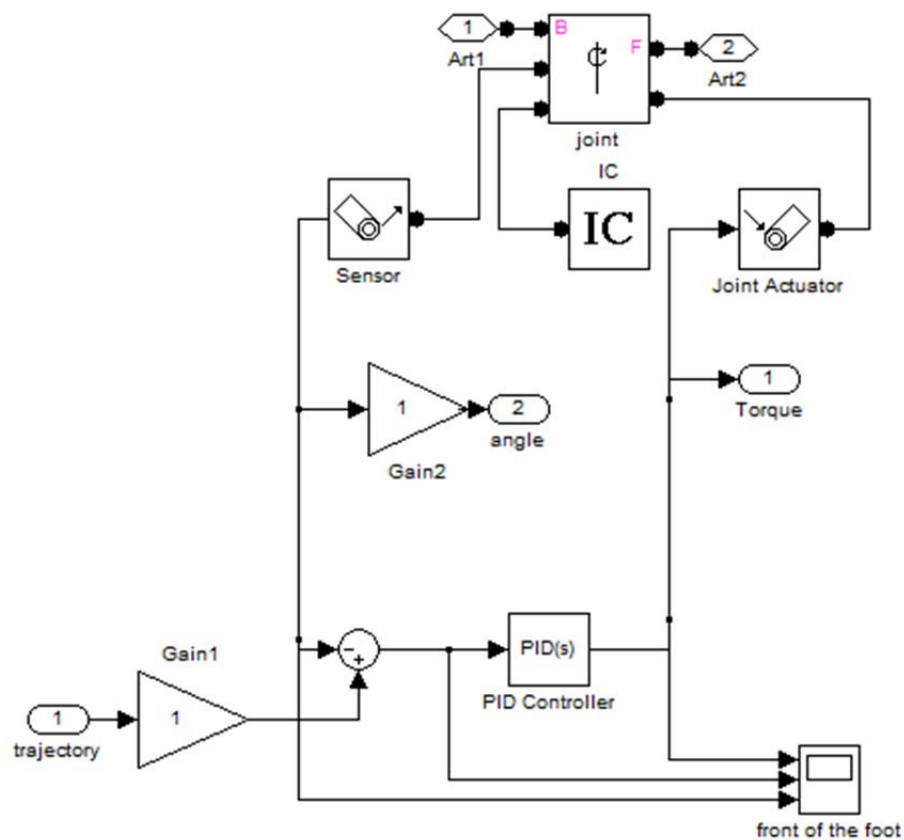 1
B
F
2
Art1
Art2
joint
IC
IC
Sensor
Joint Actuator
1
Torque
1
2
angle
Gain2
Gain1
-
+
PID(s)
PID Controller
1
1
trajectory
front of the foot